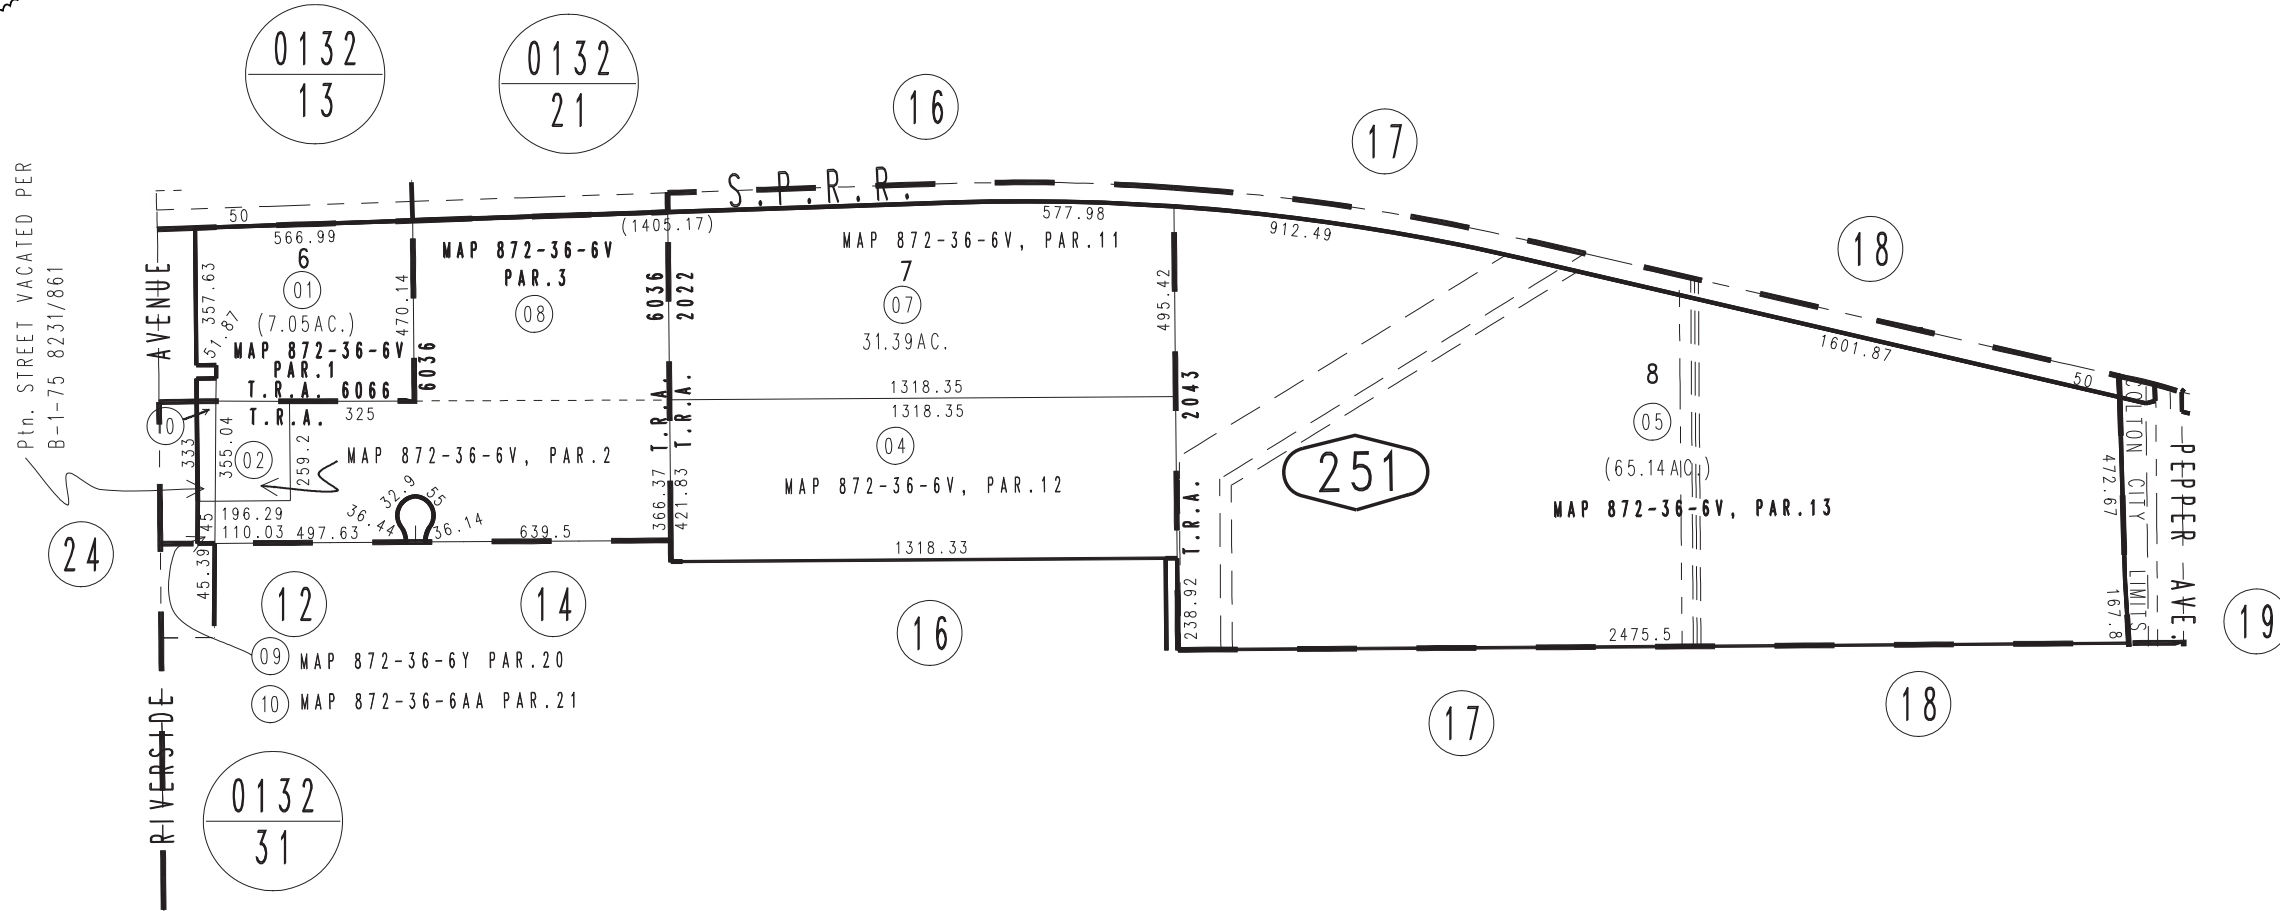 0132
13
0132
21
16
17
18
Ptn. STREET VACATED PER
B-1-75 8231/861
S.P.R.R.
50
566.99
(1405.17)
577.98
912.49
1601.87
50
AVENUE
357.63
51.87
6
01
(7.05AC.)
MAP 872-36-6V
PAR.1
T.R.A. 6066
T.R.A.
470.14
6036
MAP 872-36-6V
PAR.3
08
6036
2022
T.R.A.
T.R.A.
MAP 872-36-6V, PAR.11
7
07
31.39AC.
1318.35
1318.35
495.42
2043
T.R.A.
04
MAP 872-36-6V, PAR.12
1318.33
325
10
333
355.04
02
259.2
MAP 872-36-6V, PAR.2
366.37
421.83
196.29
110.03
497.63
36.44
32.9
55
36.14
639.5
45
45.39
8
05
(65.14AC.)
MAP 872-36-6V, PAR.13
251
238.92
2475.5
472.67
167.8
COLTON CITY LIMITS
PEPPER AVE.
24
12
14
16
17
18
19
09 MAP 872-36-6Y PAR.20
10 MAP 872-36-6AA PAR.21
RIVERSIDE
0132
31